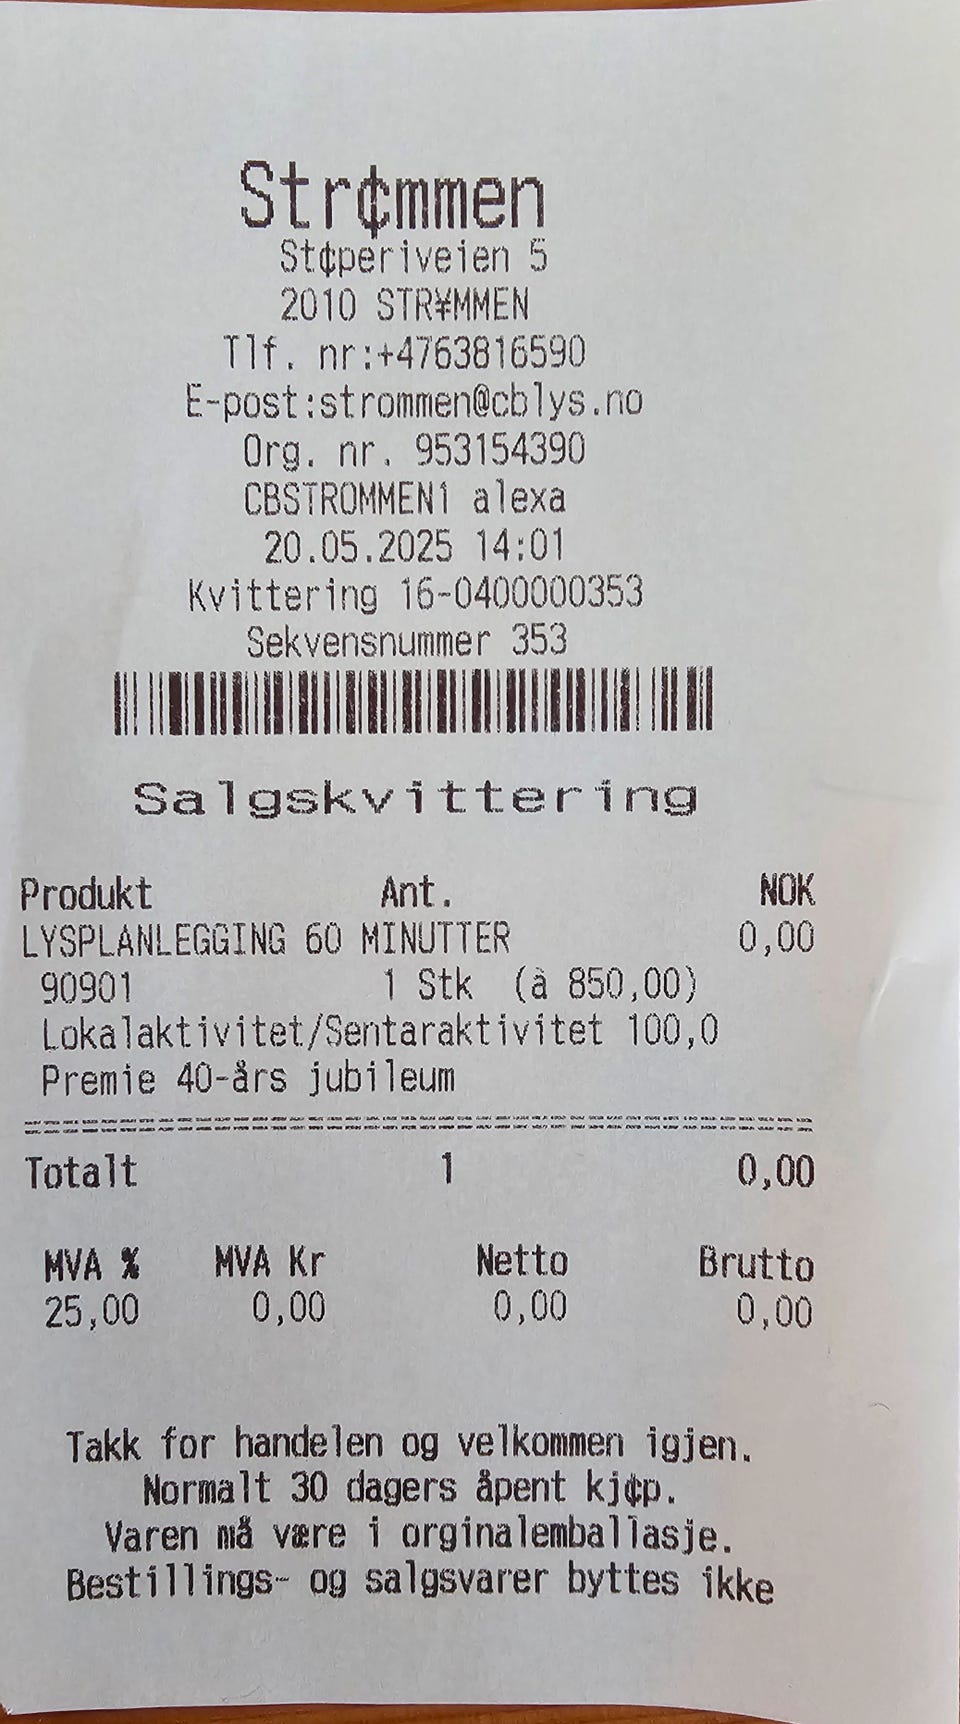 Str¢mmen
St¢periveien 5
2010 STR¥MMEN
Tlf. nr:+4763816590
E-post:strommen@cblys.no
Org. nr. 953154390
CBSTROMMEN1 alexa
20.05.2025 14:01
Kvittering 16-0400000353
Sekvensnummer 353
Salgskvittering
Produkt Ant. NOK
LYSPLANLEGGING 60 MINUTTER 0,00
90901 1 Stk (à 850,00)
Lokalaktivitet/Sentaraktivitet 100,0
Premie 40-års jubileum
Totalt 1 0,00
MVA % MVA Kr Netto Brutto
25,00 0,00 0,00 0,00
Takk for handelen og velkommen igjen.
Normalt 30 dagers åpent kj¢p.
Varen må være i orginalemballasje.
Bestillings- og salgsvarer byttes ikke